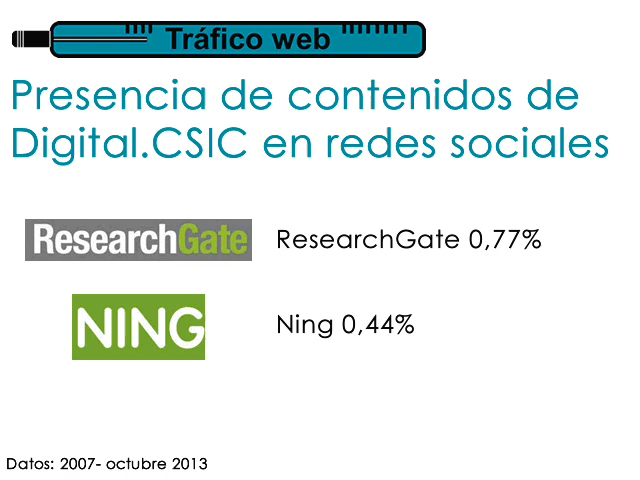 Tráfico web
Presencia de contenidos de
Digital.CSIC en redes sociales
ResearchGate ResearchGate 0,77%
NING Ning 0,44%
Datos: 2007- octubre 2013